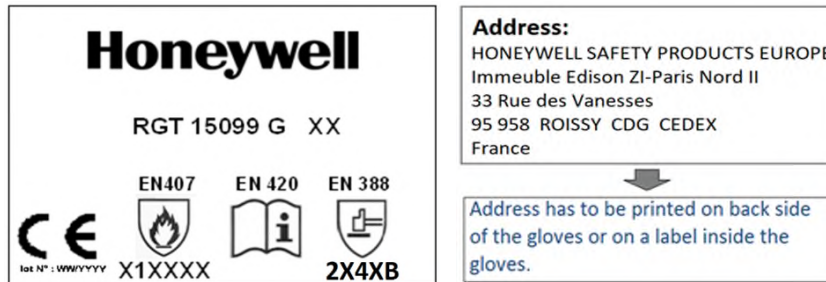 Honeywell
RGT 15099 G XX
EN407 EN 420 EN 388
CE
lot N° : WW/YYYY X1XXXX 2X4XB
Address:
HONEYWELL SAFETY PRODUCTS EUROPE
Immeuble Edison ZI-Paris Nord II
33 Rue des Vanesses
95 958 ROISSY CDG CEDEX
France
Address has to be printed on back side
of the gloves or on a label inside the
gloves.